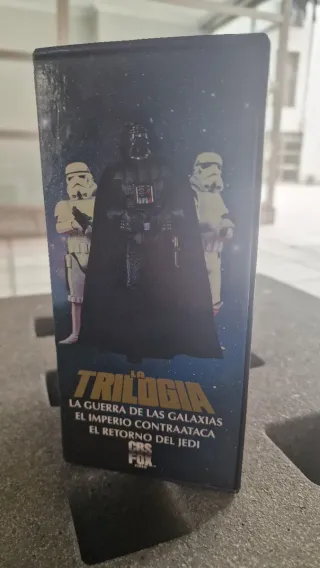 LA
TRILOGIA
LA GUERRA DE LAS GALAXIAS
EL IMPERIO CONTRAATACA
EL RETORNO DEL JEDI
CBS
FOX